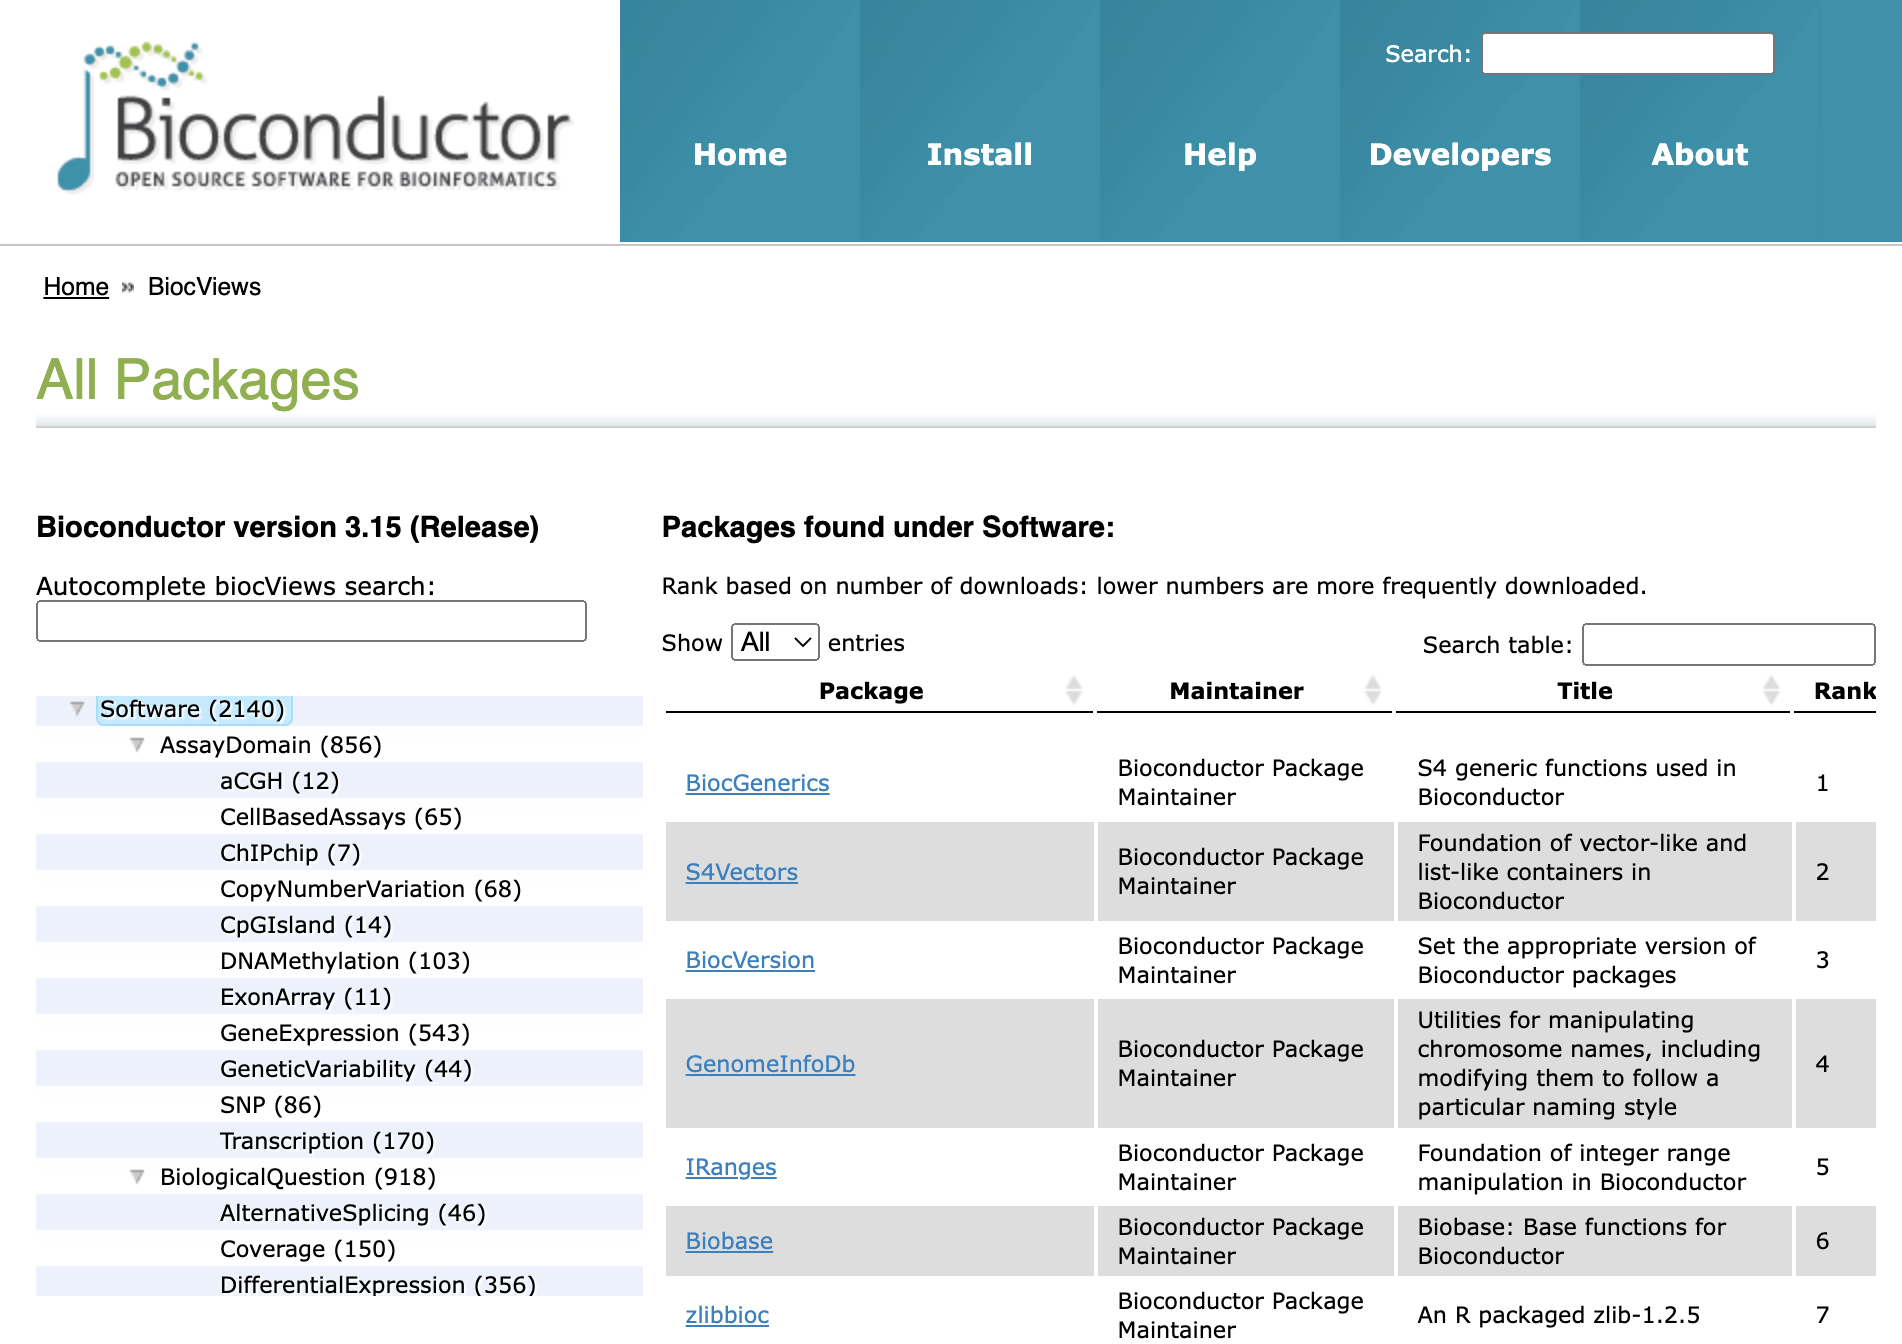 Bioconductor
OPEN SOURCE SOFTWARE FOR BIOINFORMATICS
Search:
Home Install Help Developers About
Home » BiocViews
All Packages
Bioconductor version 3.15 (Release)
Autocomplete biocViews search:
Software (2140)
AssayDomain (856)
aCGH (12)
CellBasedAssays (65)
ChIPchip (7)
CopyNumberVariation (68)
CpGIsland (14)
DNAMethylation (103)
ExonArray (11)
GeneExpression (543)
GeneticVariability (44)
SNP (86)
Transcription (170)
BiologicalQuestion (918)
AlternativeSplicing (46)
Coverage (150)
DifferentialExpression (356)
Packages found under Software:
Rank based on number of downloads: lower numbers are more frequently downloaded.
Show All entries
Search table:
Package Maintainer Title Rank
BiocGenerics
Bioconductor Package
Maintainer
S4 generic functions used in
Bioconductor
1
S4Vectors
Bioconductor Package
Maintainer
Foundation of vector-like and
list-like containers in
Bioconductor
2
BiocVersion
Bioconductor Package
Maintainer
Set the appropriate version of
Bioconductor packages
3
GenomeInfoDb
Bioconductor Package
Maintainer
Utilities for manipulating
chromosome names, including
modifying them to follow a
particular naming style
4
IRanges
Bioconductor Package
Maintainer
Foundation of integer range
manipulation in Bioconductor
5
Biobase
Bioconductor Package
Maintainer
Biobase: Base functions for
Bioconductor
6
zlibbioc
Bioconductor Package
Maintainer
An R packaged zlib-1.2.5
7